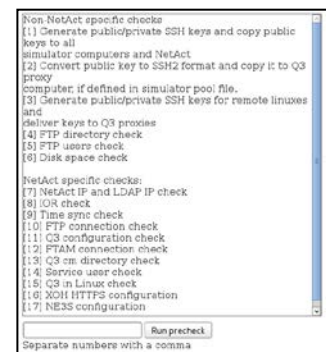 Non-NetAct specific checks
[1] Generate public/private SSH keys and copy public
keys to all
simulator computers and NetAct
[2] Convert public key to SSH2 format and copy it to Q3
proxy
computer, if defined in simulator pool file.
[3] Generate public/private SSH keys for remote linuxes
and
deliver keys to Q3 proxies
[4] FTP directory check
[5] FTP users check
[6] Disk space check
NetAct specific checks:
[7] NetAct IP and LDAP IP check
[8] IOR check
[9] Time sync check
[10] FTP connection check
[11] Q3 configuration check
[12] FTAM connection check
[13] Q3 cm directory check
[14] Service user check
[15] Q3 in Linux check
[16] XOH HTTPS configuration
[17] NE3S configuration
Run precheck
Separate numbers with a comma